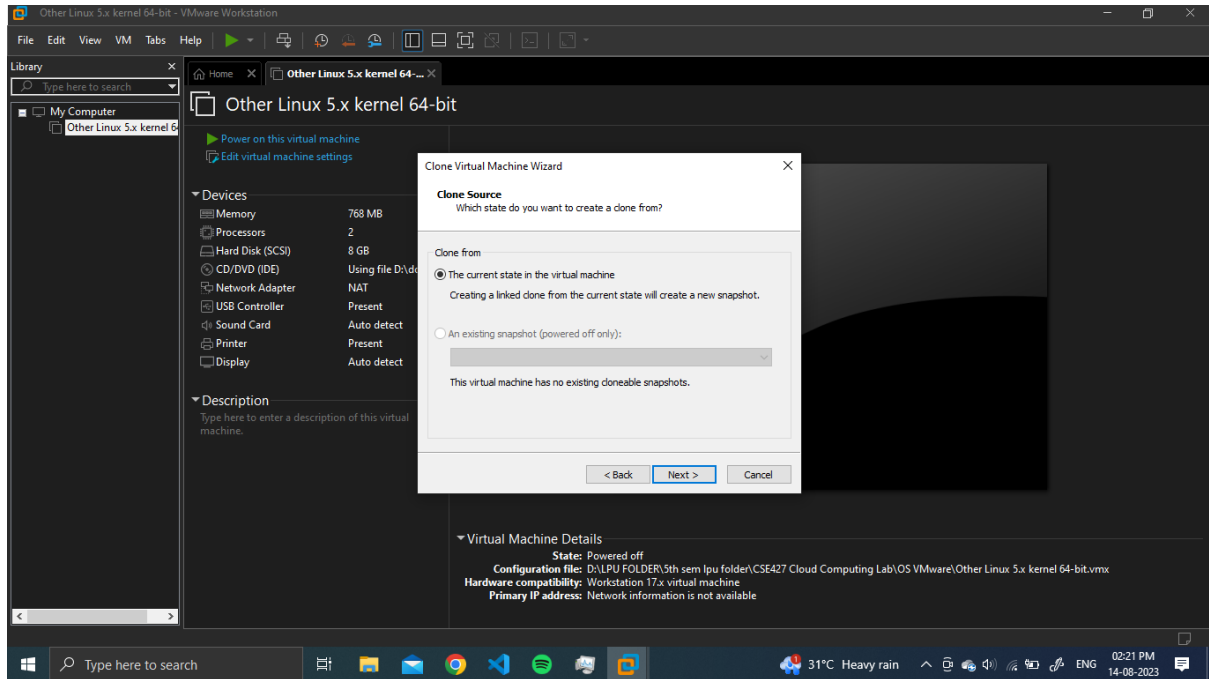 Other Linux 5.x kernel 64-bit - VMware Workstation
File Edit View VM Tabs Help
Library
Type here to search
My Computer
Other Linux 5.x kernel 6
Home
Other Linux 5.x kernel 64-...
Other Linux 5.x kernel 64-bit
Power on this virtual machine
Edit virtual machine settings
Devices
Memory 768 MB
Processors 2
Hard Disk (SCSI) 8 GB
CD/DVD (IDE) Using file D:\do
Network Adapter NAT
USB Controller Present
Sound Card Auto detect
Printer Present
Display Auto detect
Description
Type here to enter a description of this virtual
machine.
Clone Virtual Machine Wizard
Clone Source
Which state do you want to create a clone from?
Clone from
The current state in the virtual machine
Creating a linked clone from the current state will create a new snapshot.
An existing snapshot (powered off only):
This virtual machine has no existing cloneable snapshots.
< Back Next > Cancel
Virtual Machine Details
State: Powered off
Configuration file: D:\LPU FOLDER\5th sem lpu folder\CSE427 Cloud Computing Lab\OS VMware\Other Linux 5.x kernel 64-bit.vmx
Hardware compatibility: Workstation 17.x virtual machine
Primary IP address: Network information is not available
Type here to search
31°C Heavy rain
ENG
02:21 PM
14-08-2023